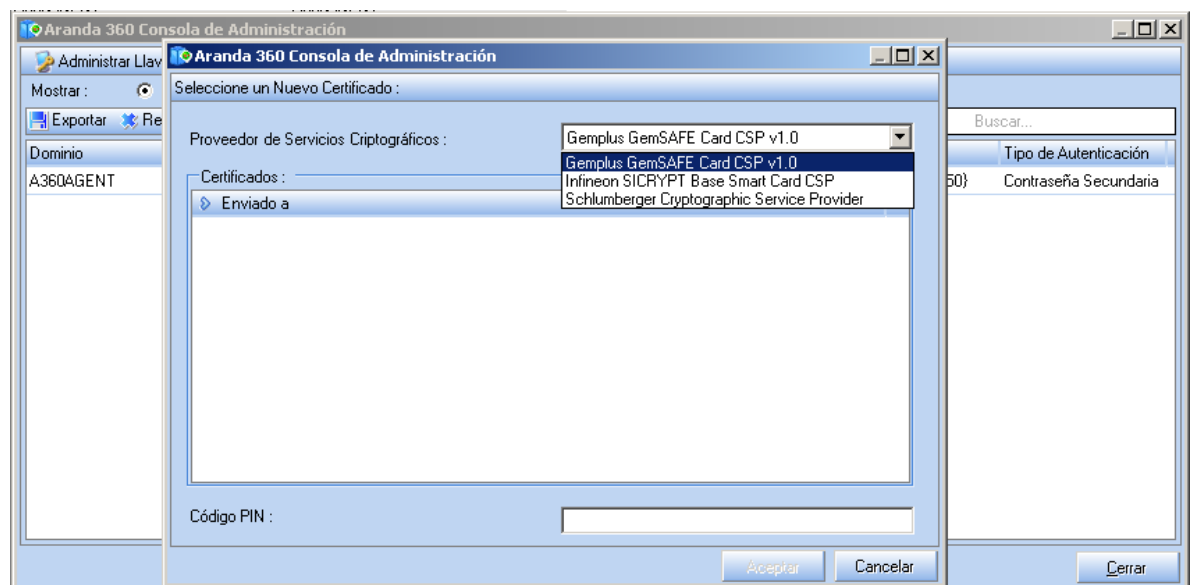 Aranda 360 Consola de Administración
Administrar Llav
Aranda 360 Consola de Administración
Mostrar :
Seleccione un Nuevo Certificado :
Exportar
Re
Buscar...
Proveedor de Servicios Criptográficos :
Gemplus GemSAFE Card CSP v1.0
Gemplus GemSAFE Card CSP v1.0
Infineon SICRYPT Base Smart Card CSP
Schlumberger Cryptographic Service Provider
Dominio
Tipo de Autenticación
A360AGENT
50}
Contraseña Secundaria
Certificados :
Enviado a
Código PIN :
Aceptar
Cancelar
Cerrar